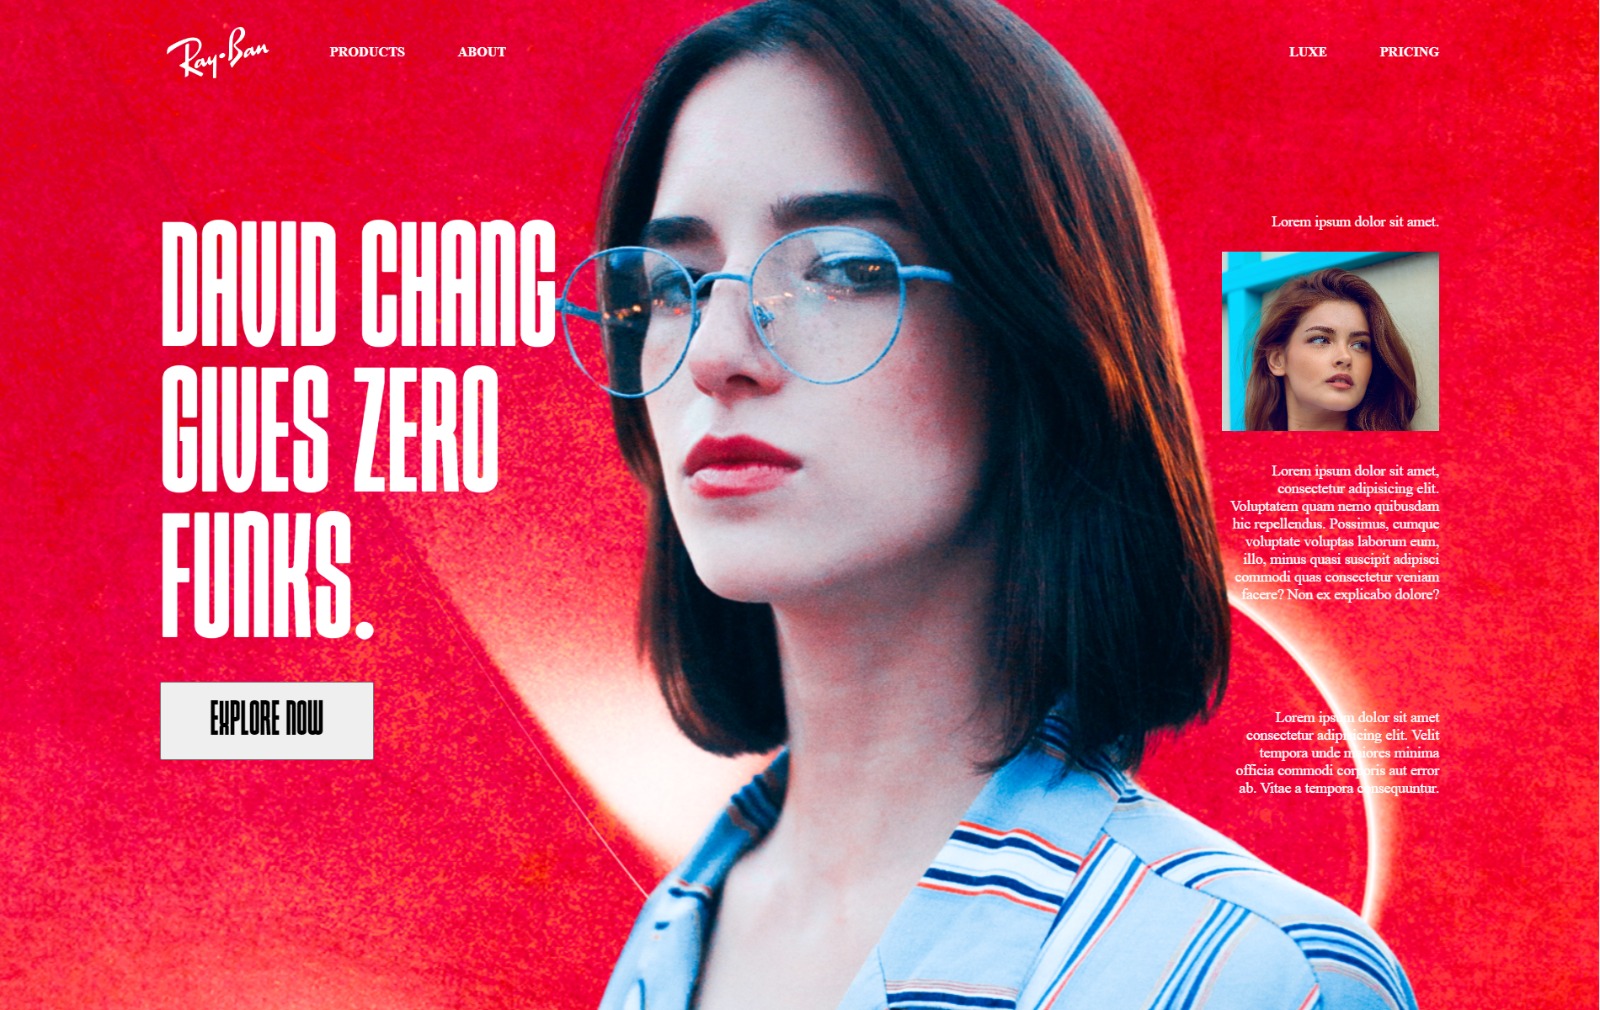 Ray-Ban
PRODUCTS
ABOUT
LUXE
PRICING
DAVID CHANG
GIVES ZERO
FUNKS.
EXPLORE NOW
Lorem ipsum dolor sit amet.
Lorem ipsum dolor sit amet,
consectetur adipisicing elit.
Voluptatem quam nemo quibusdam
hic repellendus. Possimus, cumque
voluptate voluptas laborum eum,
illo, minus quasi suscipit adipisci
commodi quas consectetur veniam
facere? Non ex explicabo dolore?
Lorem ipsum dolor sit amet
consectetur adipisicing elit. Velit
tempora unde maiores minima
officia commodi corporis aut error
ab. Vitae a tempora consequuntur.